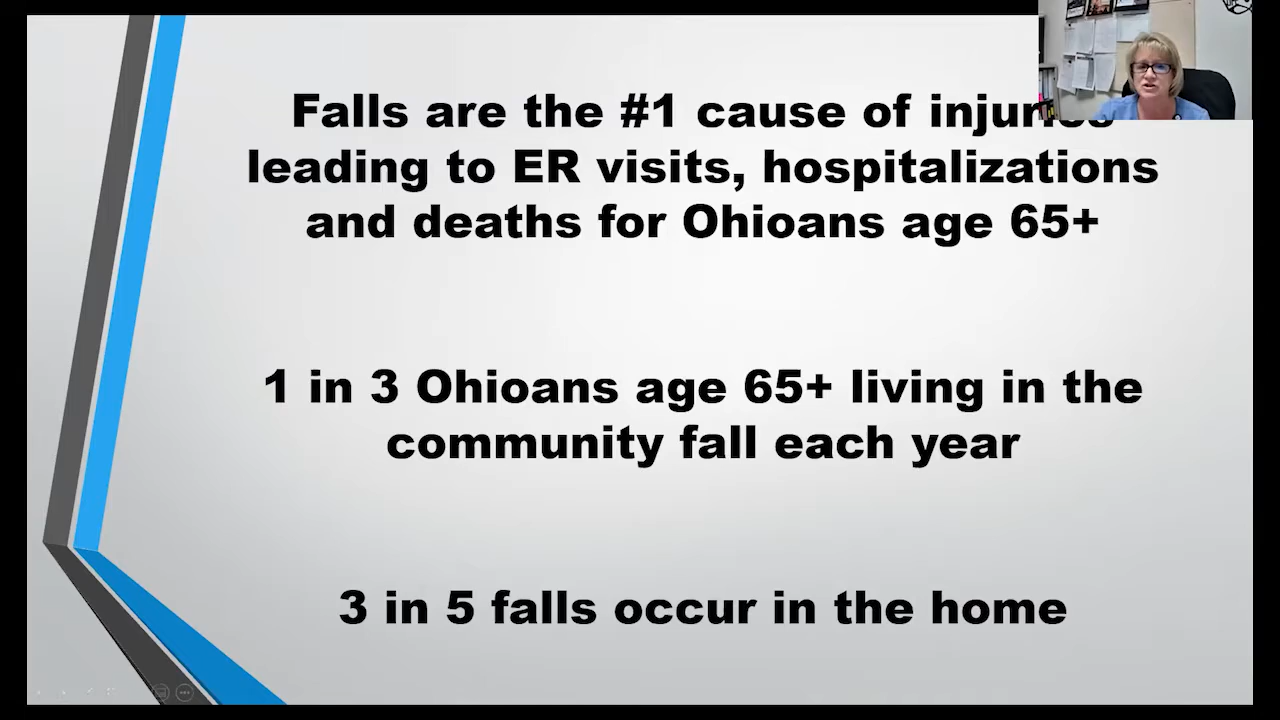 Falls are the #1 cause of injuries
leading to ER visits, hospitalizations
and deaths for Ohioans age 65+
1 in 3 Ohioans age 65+ living in the
community fall each year
3 in 5 falls occur in the home